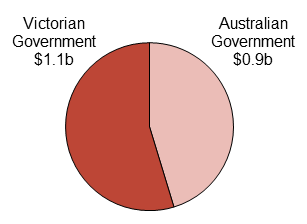 Victorian
Government
$1.1b
Australian
Government
$0.9b